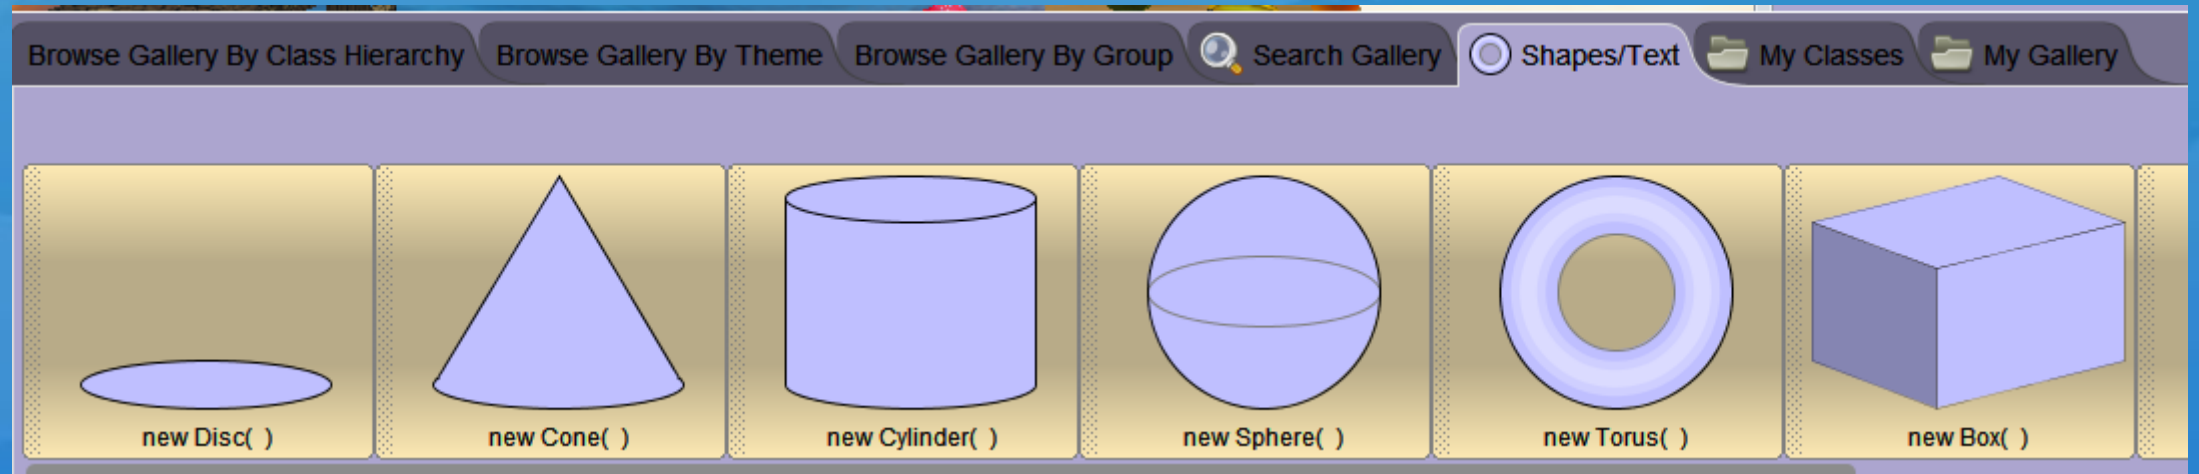 Browse Gallery By Class Hierarchy Browse Gallery By Theme Browse Gallery By Group Search Gallery Shapes/Text My Classes My Gallery
new Disc( ) new Cone( ) new Cylinder( ) new Sphere( ) new Torus( ) new Box( )